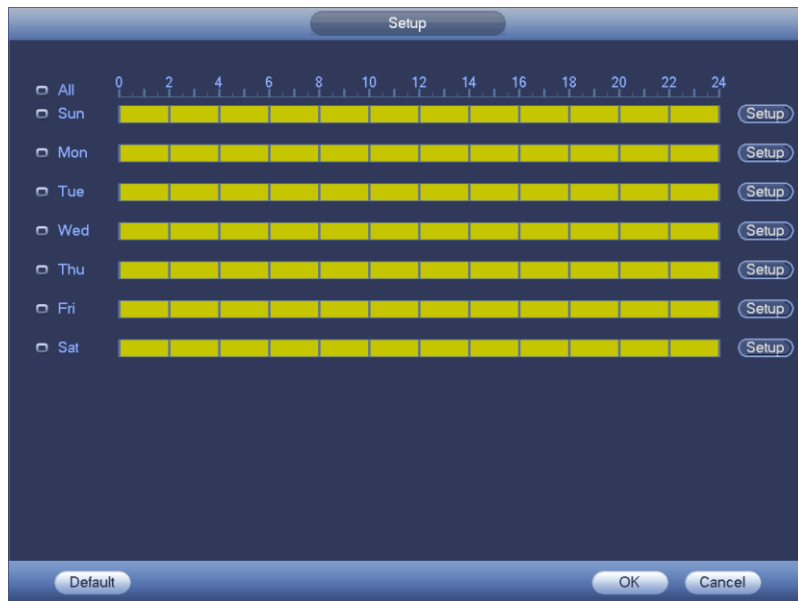 Setup
All 0 2 4 6 8 10 12 14 16 18 20 22 24
Sun Setup
Mon Setup
Tue Setup
Wed Setup
Thu Setup
Fri Setup
Sat Setup
Default OK Cancel